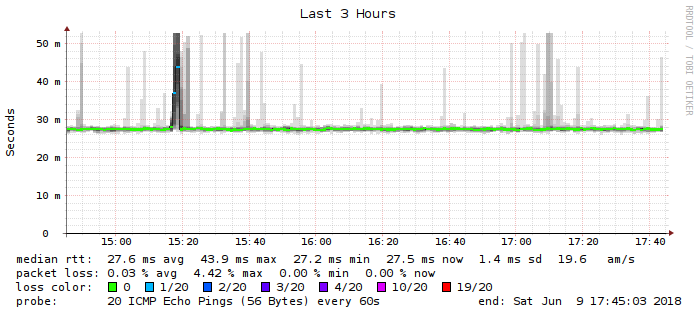 Last 3 Hours
RRDTOOL / TOBI OETIKER
Seconds
50 m
40 m
30 m
20 m
10 m
0
15:00 15:20 15:40 16:00 16:20 16:40 17:00 17:20 17:40
median rtt: 27.6 ms avg 43.9 ms max 27.2 ms min 27.5 ms now 1.4 ms sd 19.6 am/s
packet loss: 0.03 % avg 4.42 % max 0.00 % min 0.00 % now
loss color: 0 1/20 2/20 3/20 4/20 10/20 19/20
probe: 20 ICMP Echo Pings (56 Bytes) every 60s end: Sat Jun 9 17:45:03 2018